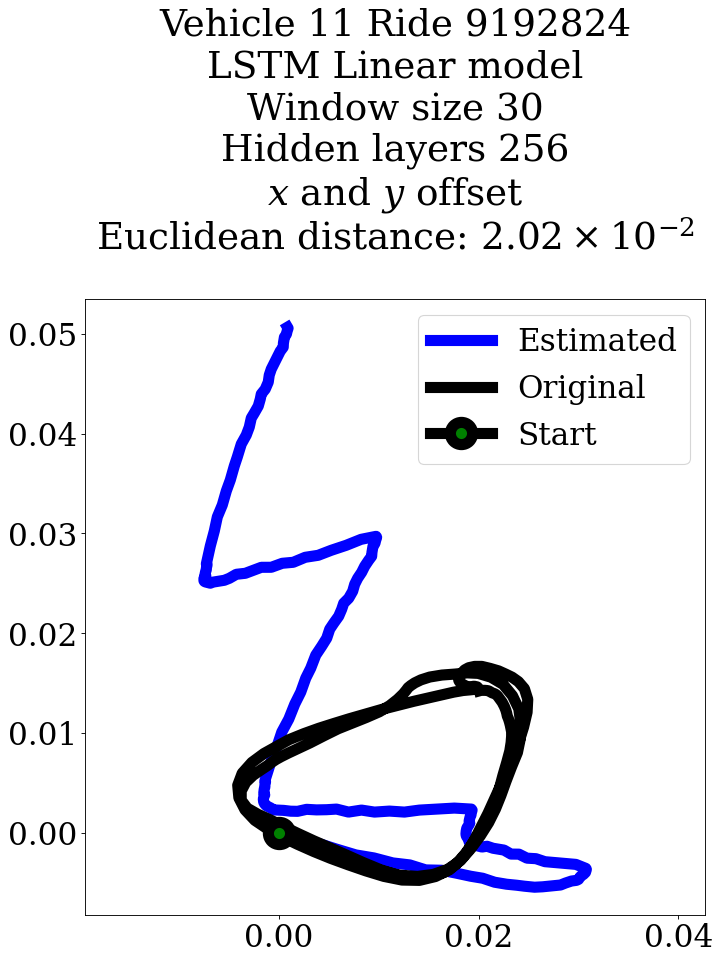 Vehicle 11 Ride 9192824
LSTM Linear model
Window size 30
Hidden layers 256
x and y offset
Euclidean distance: 2.02 × 10⁻²
Estimated
Original
Start
0.05
0.04
0.03
0.02
0.01
0.00
0.00 0.02 0.04